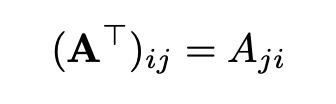 (𝐀^⊤)_{ij} = A_{ji}